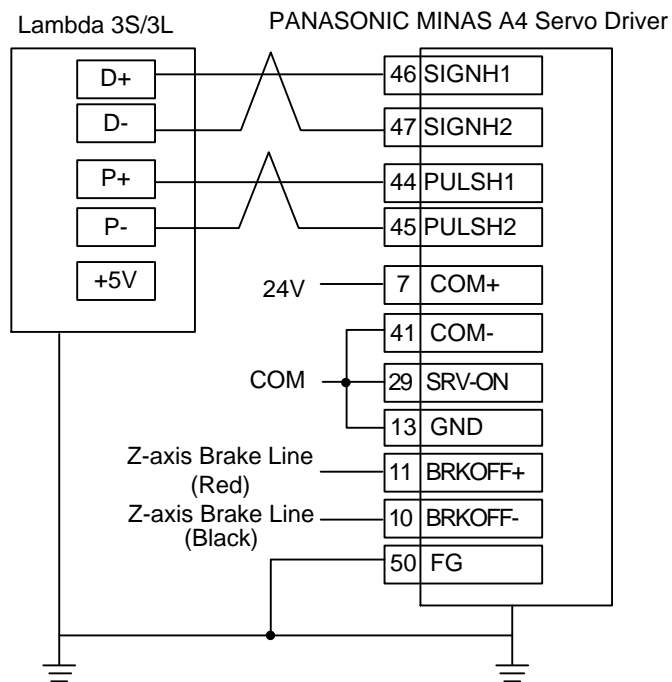 Lambda 3S/3L
PANASONIC MINAS A4 Servo Driver
D+
D-
P+
P-
+5V
46 SIGNH1
47 SIGNH2
44 PULSH1
45 PULSH2
24V
7 COM+
41 COM-
COM
29 SRV-ON
13 GND
Z-axis Brake Line
(Red)
11 BRKOFF+
Z-axis Brake Line
(Black)
10 BRKOFF-
50 FG